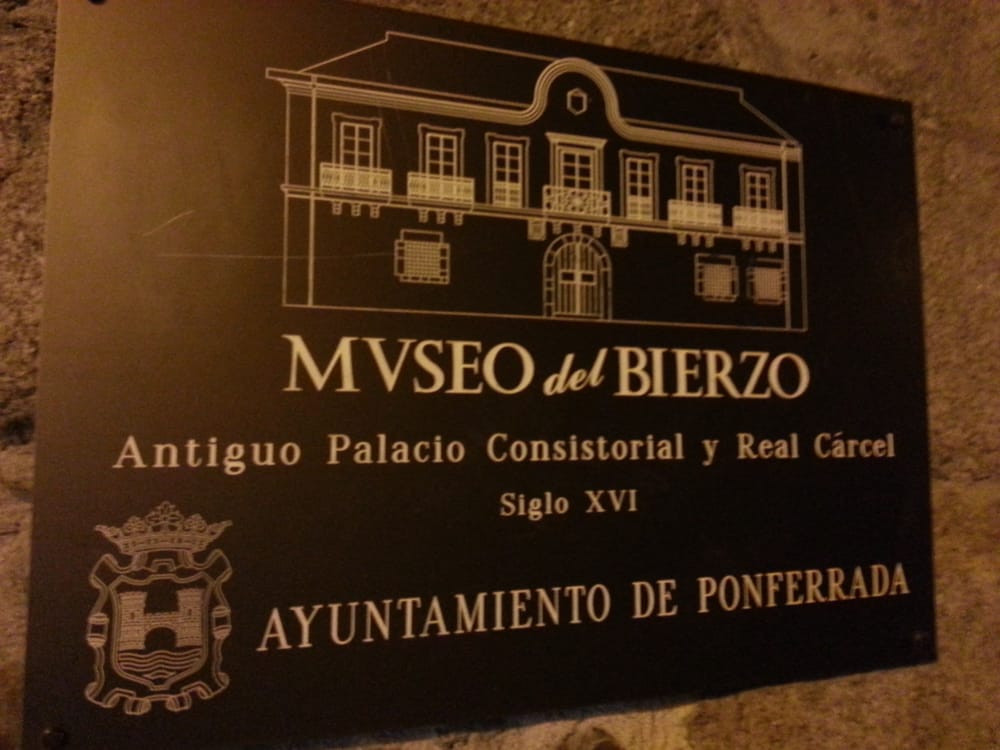 MVSEO del BIERZO
Antiguo Palacio Consistorial y Real Cárcel
Siglo XVI
AYUNTAMIENTO DE PONFERRADA